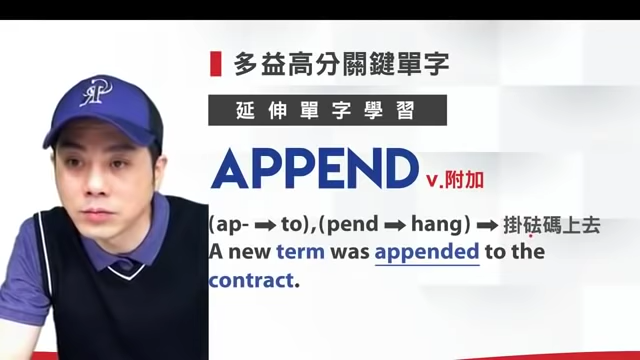 多益高分關鍵單字
延伸單字學習
APPEND v.附加
(ap- ➡ to),(pend ➡ hang) ➡ 掛砝碼上去
A new term was appended to the
contract.